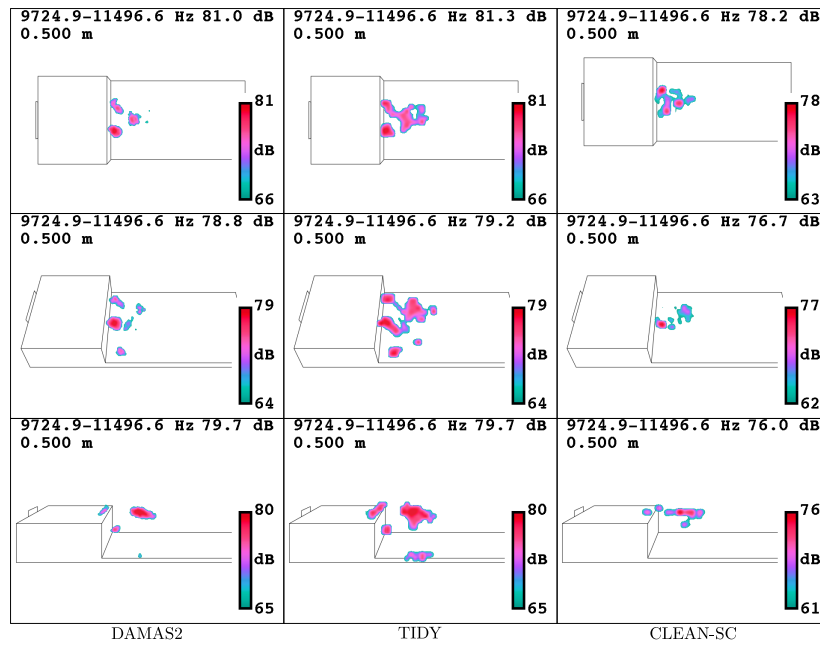 9724.9-11496.6 Hz 81.0 dB
0.500 m
81
dB
66
9724.9-11496.6 Hz 81.3 dB
0.500 m
81
dB
66
9724.9-11496.6 Hz 78.2 dB
0.500 m
78
dB
63
9724.9-11496.6 Hz 78.8 dB
0.500 m
79
dB
64
9724.9-11496.6 Hz 79.2 dB
0.500 m
79
dB
64
9724.9-11496.6 Hz 76.7 dB
0.500 m
77
dB
62
9724.9-11496.6 Hz 79.7 dB
0.500 m
80
dB
65
9724.9-11496.6 Hz 79.7 dB
0.500 m
80
dB
65
9724.9-11496.6 Hz 76.0 dB
0.500 m
76
dB
61
DAMAS2
TIDY
CLEAN-SC